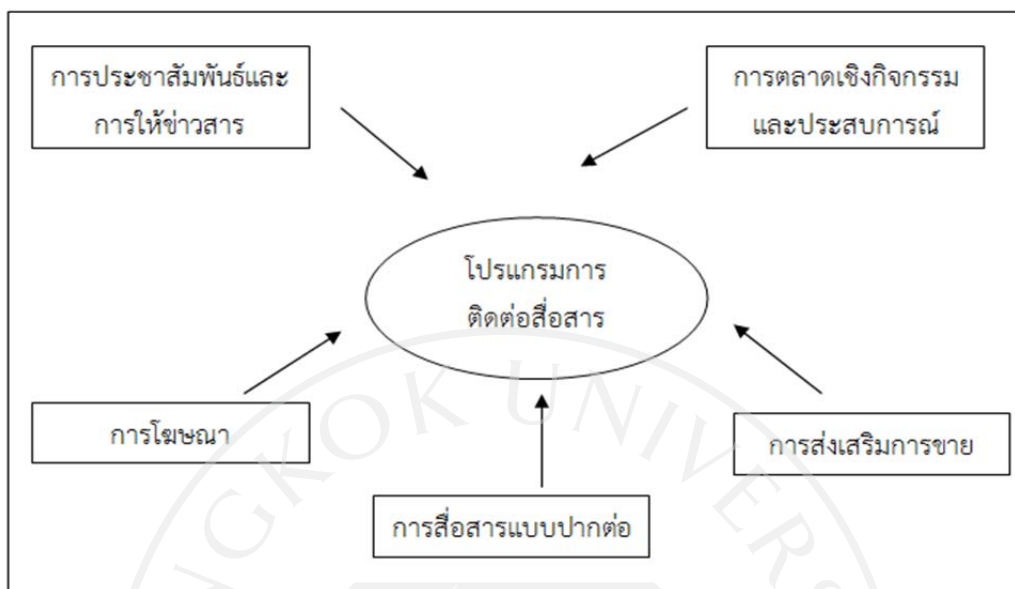 การประชาสัมพันธ์และ
การให้ข่าวสาร
การตลาดเชิงกิจกรรม
และประสบการณ์
โปรแกรมการ
ติดต่อสื่อสาร
การโฆษณา
การส่งเสริมการขาย
การสื่อสารแบบปากต่อ
NGKOK UNIVERS